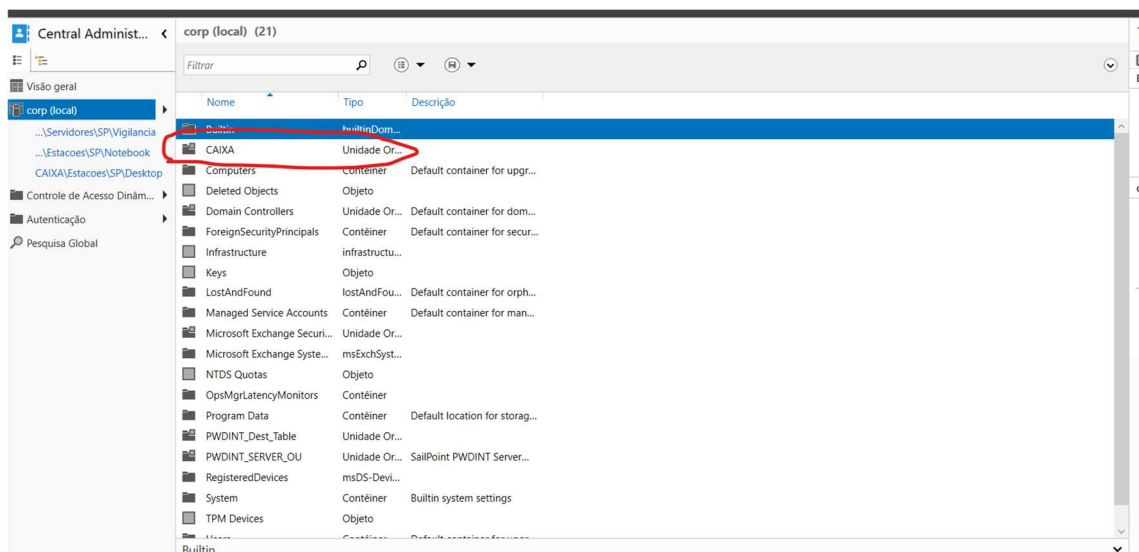 Central Administ...
corp (local) (21)
Filtrar
Visão geral
corp (local)
...\Servidores\SP\Vigilancia
...\Estacoes\SP\Notebook
CAIXA\Estacoes\SP\Desktop
Controle de Acesso Dinâm...
Autenticação
Pesquisa Global
Nome Tipo Descrição
Builtin builtinDom...
CAIXA Unidade Or...
Computers Contêiner Default container for upgr...
Deleted Objects Objeto
Domain Controllers Unidade Or... Default container for dom...
ForeignSecurityPrincipals Contêiner Default container for secur...
Infrastructure infrastructu...
Keys Objeto
LostAndFound lostAndFou... Default container for orph...
Managed Service Accounts Contêiner Default container for man...
Microsoft Exchange Securi... Unidade Or...
Microsoft Exchange Syste... msExchSyst...
NTDS Quotas Objeto
OpsMgrLatencyMonitors Contêiner
Program Data Contêiner Default location for storag...
PWDINT_Dest_Table Unidade Or...
PWDINT_SERVER_OU Unidade Or... SailPoint PWDINT Server...
RegisteredDevices msDS-Devi...
System Contêiner Builtin system settings
TPM Devices Objeto
Users Contêiner Default container for upgr...
Builtin